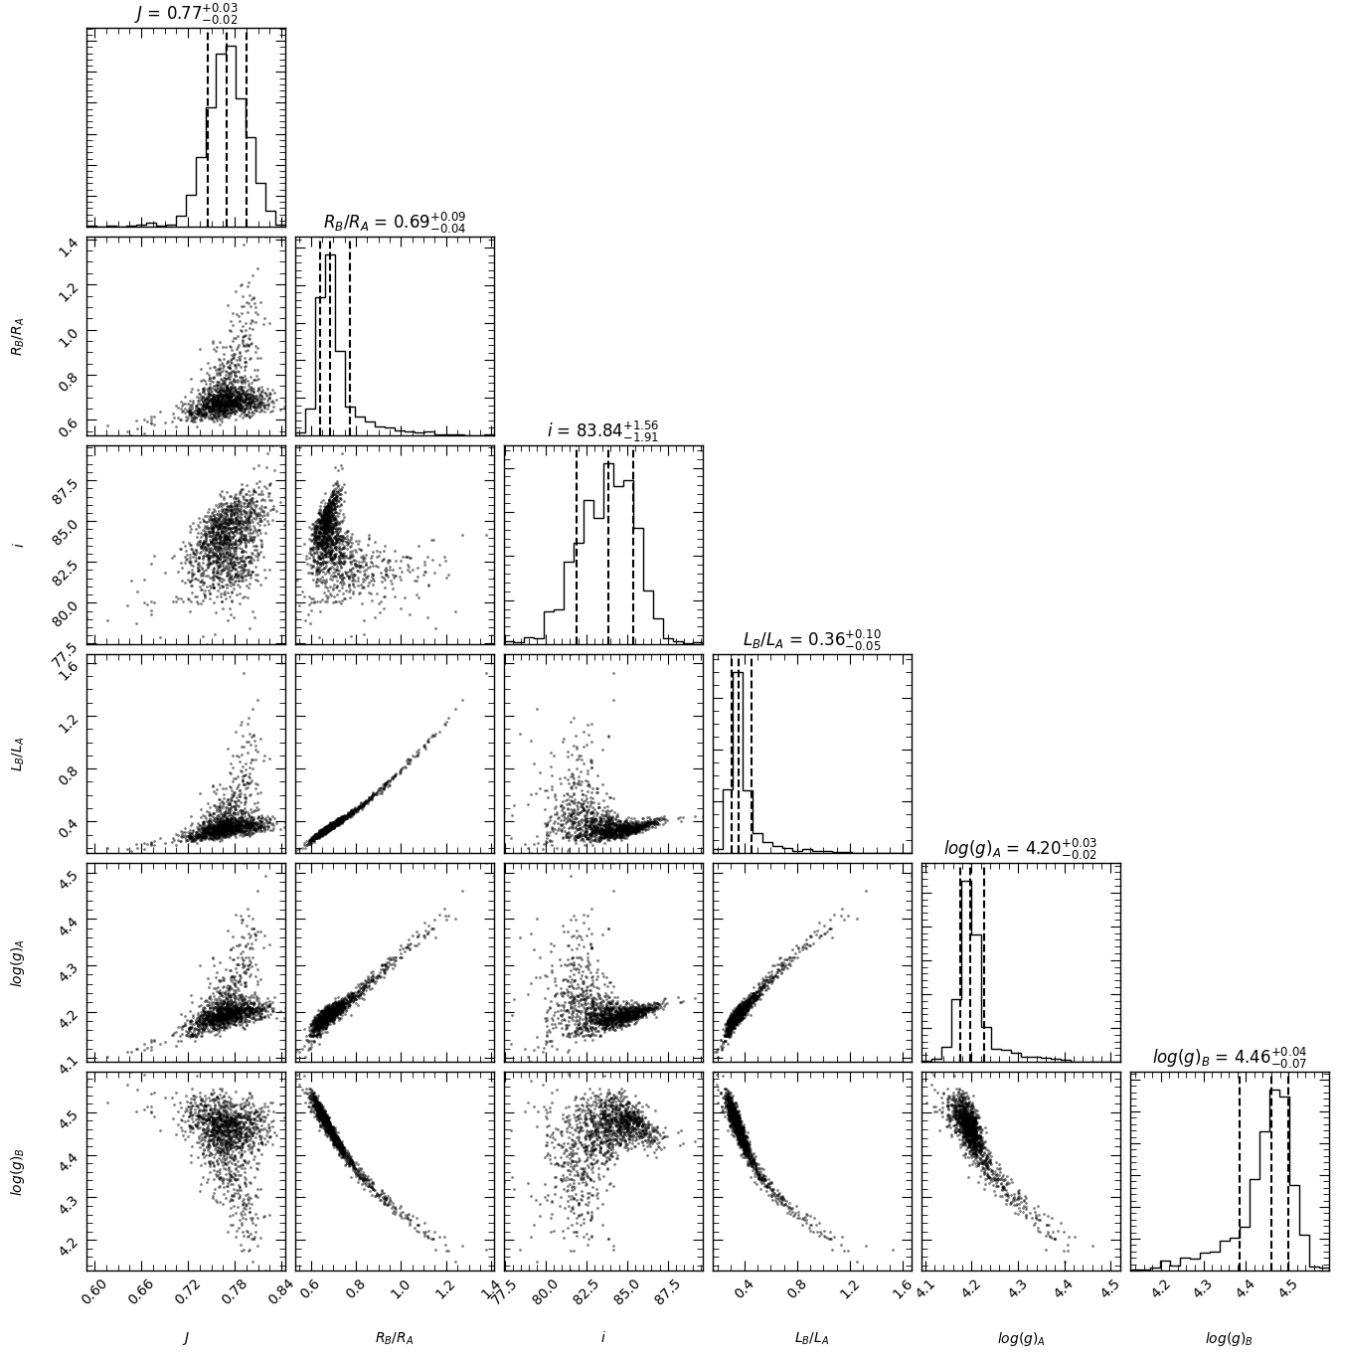 J = 0.77+0.03 −0.02
R_B/R_A = 0.69+0.09 −0.04
1.4
1.2
1.0
0.8
0.6
R_B/R_A
i = 83.84+1.56 −1.91
87.5
85.0
82.5
80.0
77.5
i
L_B/L_A = 0.36+0.10 −0.05
1.6
1.2
0.8
0.4
L_B/L_A
log(g)_A = 4.20+0.03 −0.02
4.5
4.4
4.3
4.2
4.1
log(g)_A
log(g)_B = 4.46+0.04 −0.07
4.5
4.4
4.3
4.2
log(g)_B
0.60 0.66 0.72 0.78 0.84 0.6 0.8 1.0 1.2 1.4 77.5 80.0 82.5 85.0 87.5 0.4 0.8 1.2 1.6 4.1 4.2 4.3 4.4 4.5 4.2 4.3 4.4 4.5
J R_B/R_A i L_B/L_A log(g)_A log(g)_B